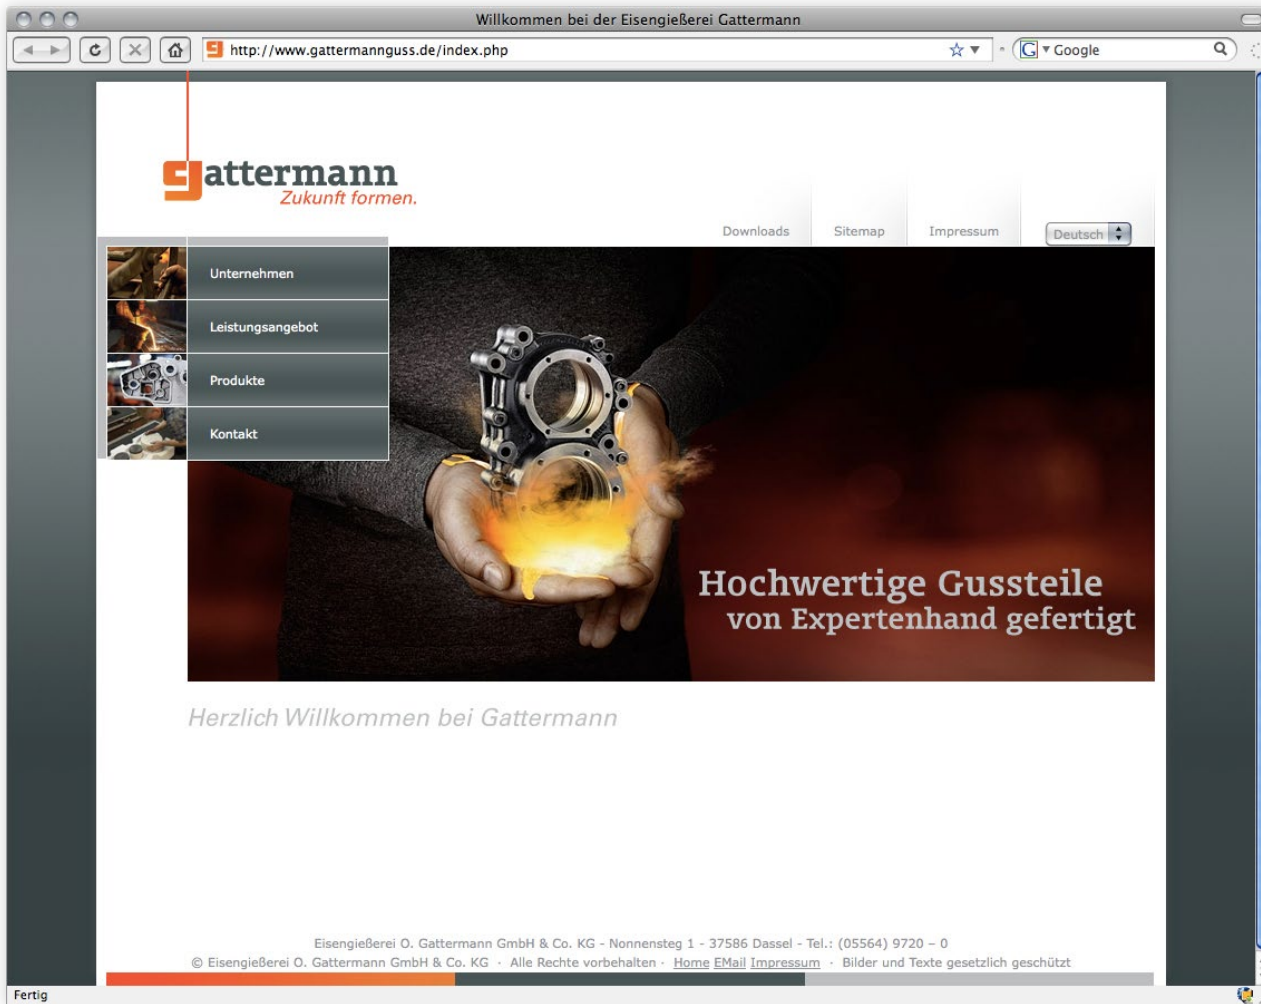 Willkommen bei der Eisengießerei Gattermann
http://www.gattermannguss.de/index.php
G Google
gattermann
Zukunft formen.
Downloads Sitemap Impressum Deutsch
Unternehmen
Leistungsangebot
Produkte
Kontakt
Hochwertige Gussteile
von Expertenhand gefertigt
Herzlich Willkommen bei Gattermann
Eisengießerei O. Gattermann GmbH & Co. KG - Nonnensteg 1 - 37586 Dassel - Tel.: (05564) 9720 – 0
© Eisengießerei O. Gattermann GmbH & Co. KG · Alle Rechte vorbehalten · Home EMail Impressum · Bilder und Texte gesetzlich geschützt
Fertig